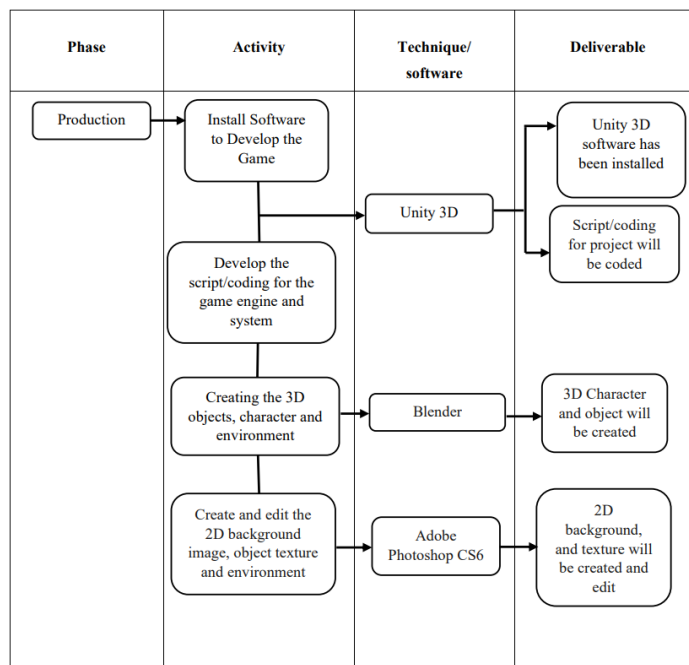 Phase
Activity
Technique/
software
Deliverable
Production
Install Software
to Develop the
Game
Unity 3D
Unity 3D
software has
been installed
Script/coding
for project will
be coded
Develop the
script/coding for the
game engine and
system
Creating the 3D
objects, character and
environment
Blender
3D Character
and object will
be created
Create and edit the
2D background
image, object texture
and environment
Adobe
Photoshop CS6
2D
background,
and texture will
be created and
edit